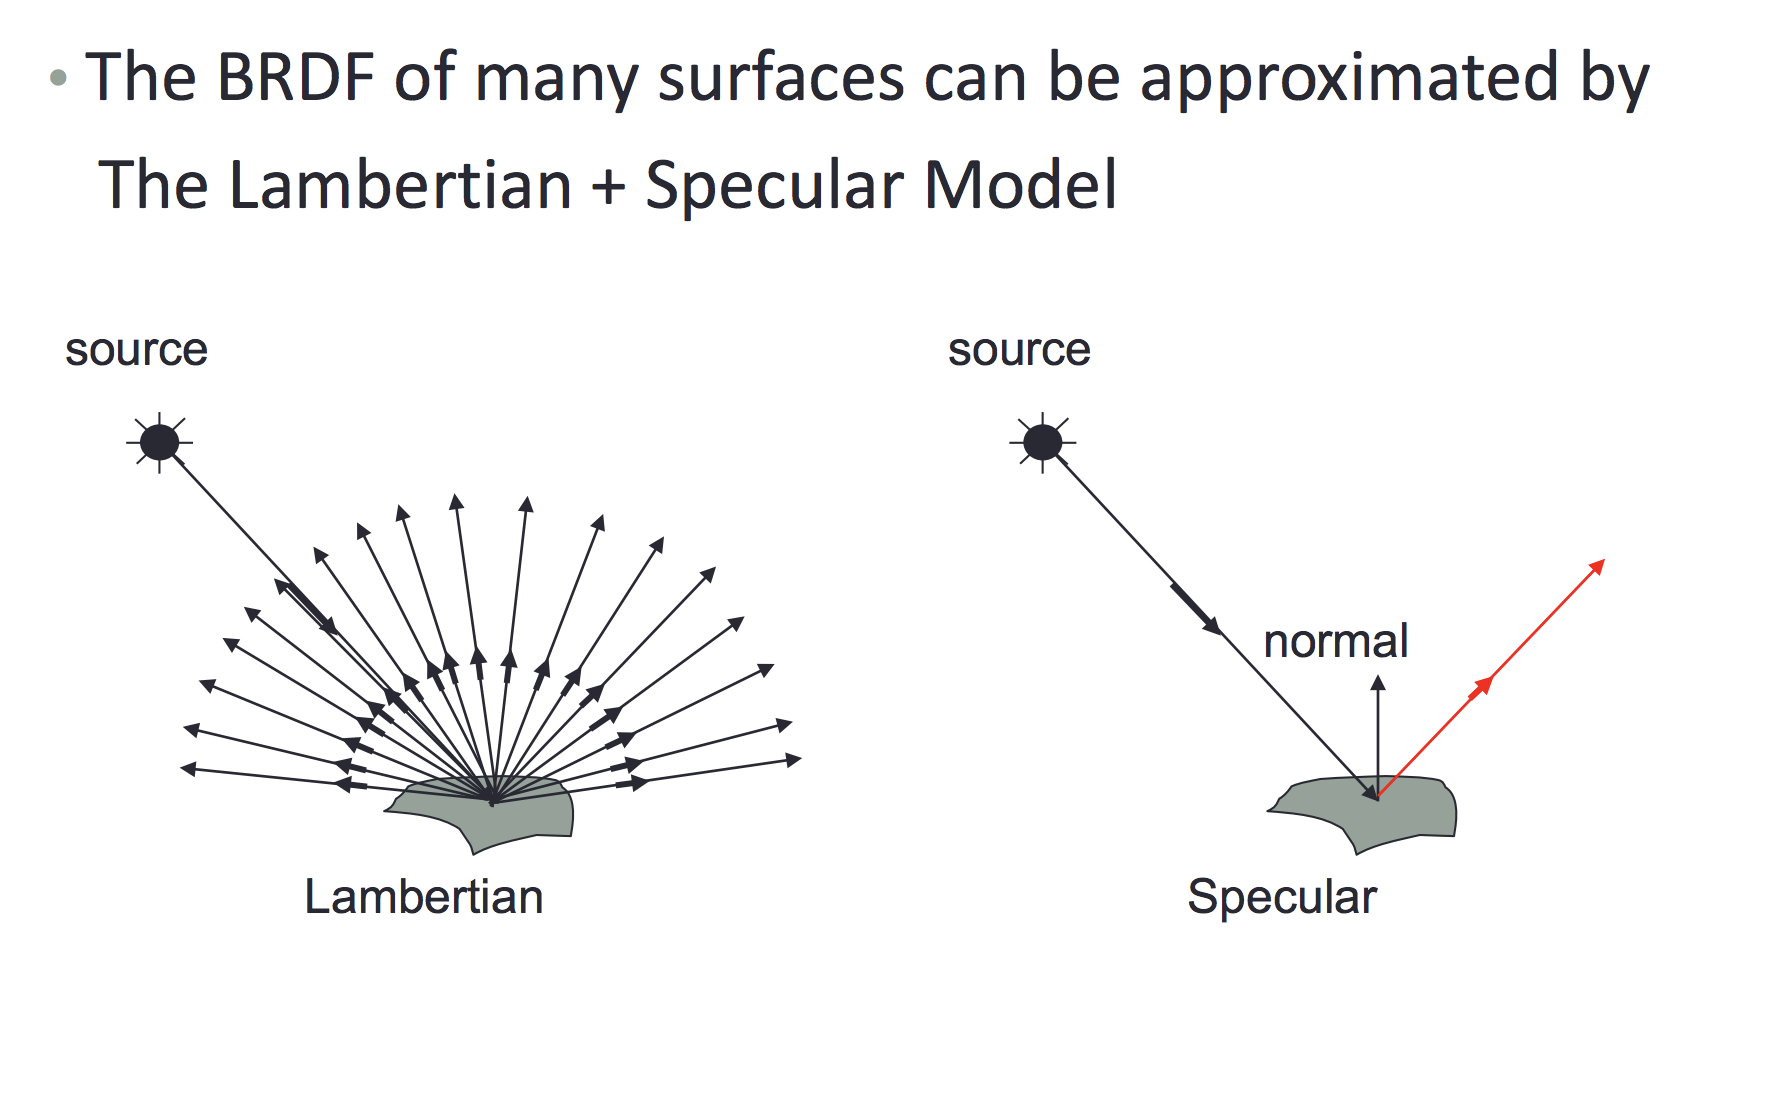 • The BRDF of many surfaces can be approximated by
The Lambertian + Specular Model
source
source
normal
Lambertian
Specular